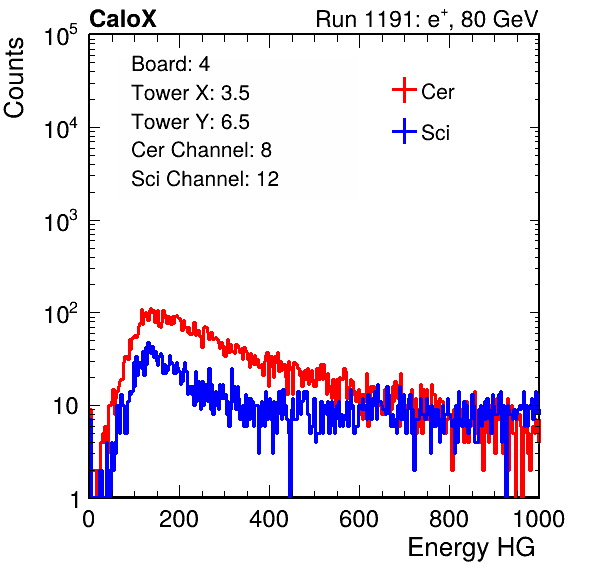 CaloX Run 1191: e⁺, 80 GeV
Counts
10⁵
10⁴
10³
10²
10
1
Board: 4
Tower X: 3.5
Tower Y: 6.5
Cer Channel: 8
Sci Channel: 12
Cer
Sci
0 200 400 600 800 1000
Energy HG